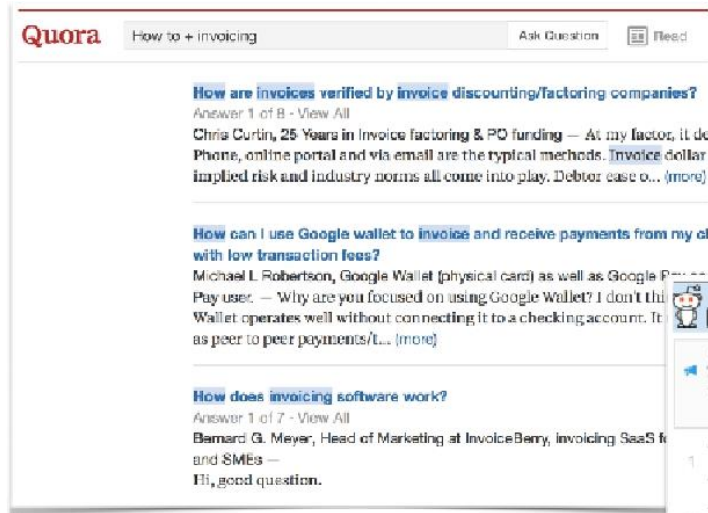 Quora How to + invoicing Ask Question Read
How are invoices verified by invoice discounting/factoring companies?
Answer 1 of 8 - View All
Chris Curtin, 25 Years in Invoice factoring & PO funding — At my factor, it de
Phone, online portal and via email are the typical methods. Invoice dollar
implied risk and industry norms all come into play. Debtor ease o... (more)
How can I use Google wallet to invoice and receive payments from my cl
with low transaction fees?
Michael L Robertson, Google Wallet (physical card) as well as Google
Pay user. — Why are you focused on using Google Wallet? I don't thi
Wallet operates well without connecting it to a checking account. It
as peer to peer payments/t... (more)
How does invoicing software work?
Answer 1 of 7 - View All
Bernard G. Meyer, Head of Marketing at InvoiceBerry, invoicing SaaS f
and SMEs —
Hi, good question.
1